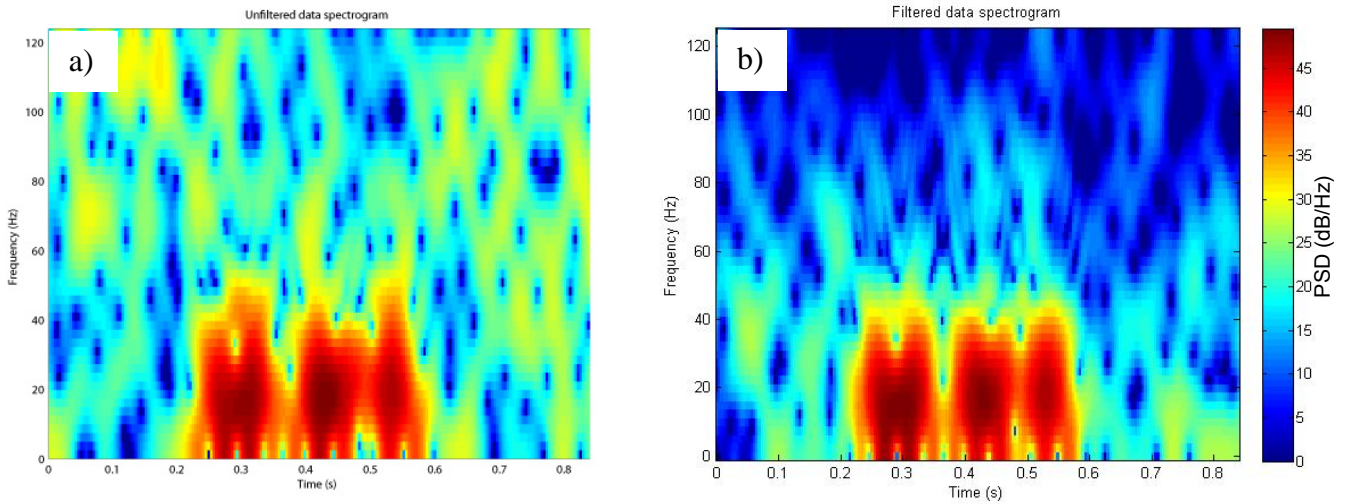 Unfiltered data spectrogram
a)
120
100
80
60
40
20
0
Frequency (Hz)
0 0.1 0.2 0.3 0.4 0.5 0.6 0.7 0.8
Time (s)
Filtered data spectrogram
b)
120
100
80
60
40
20
0
Frequency (Hz)
0 0.1 0.2 0.3 0.4 0.5 0.6 0.7 0.8
Time (s)
45
40
35
30
25
20
15
10
5
0
PSD (dB/Hz)